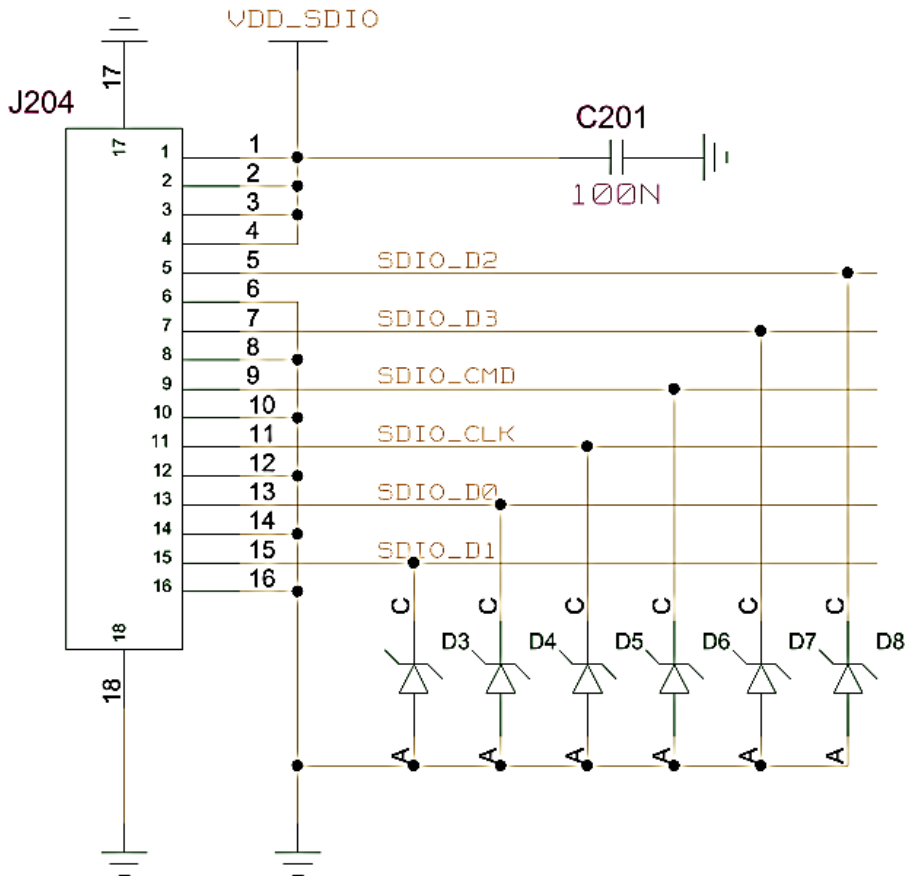 VDD_SDIO
17
J204
C201
17
1 1
2 2
100N
3 3
4 4
5 5 SDIO_D2
6 6
7 7 SDIO_D3
8 8
9 9 SDIO_CMD
10 10
11 11 SDIO_CLK
12 12
13 13 SDIO_D0
14 14
15 15 SDIO_D1
16 16
C C C C C C
18
D3 D4 D5 D6 D7 D8
18
A A A A A A